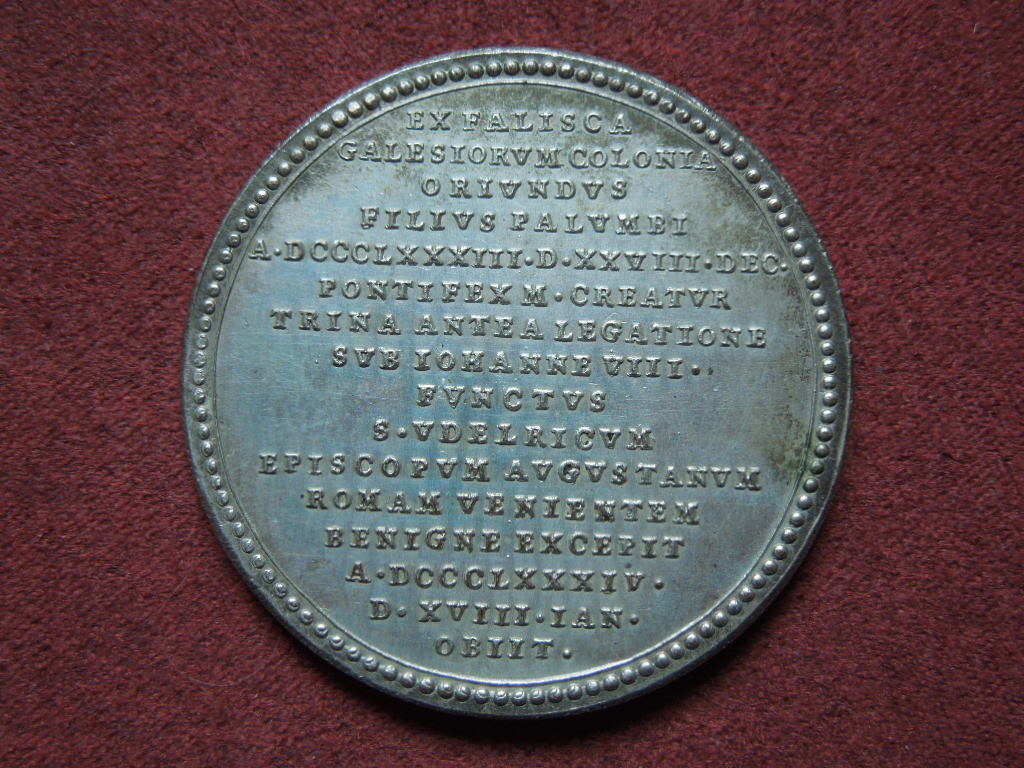 EX FALISCA
GALESIORVM COLONIA
ORIVNDVS
FILIVS PALVMBI
A·DCCCLXXXIII·D·XXVIII·DEC·
PONTIFEX M·CREATVR
TRINA ANTEA LEGATIONE
SVB IOHANNE VIII··
FVNCTVS
S·VDELRICVM
EPISCOPVM AVGVSTANVM
ROMAM VENIENTEM
BENIGNE EXCEPIT
A·DCCCLXXXIV·
D·XVIII·IAN·
OBIIT.